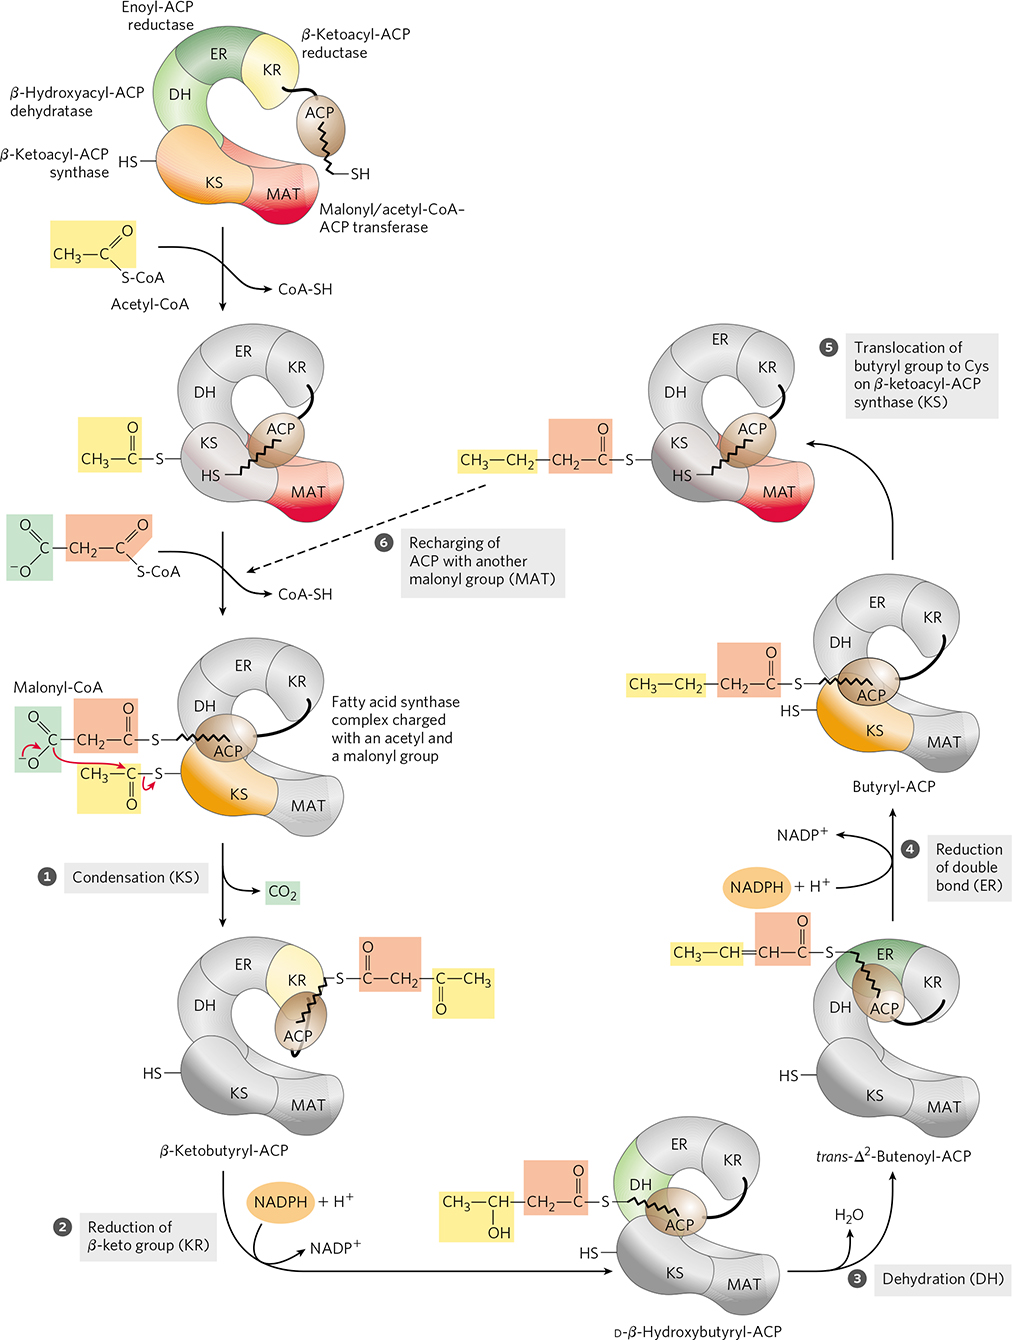 Enoyl-ACP
reductase
β-Ketoacyl-ACP
reductase
ER
KR
β-Hydroxyacyl-ACP
dehydratase
DH
ACP
β-Ketoacyl-ACP
synthase
HS
SH
KS
MAT
Malonyl/acetyl-CoA–
ACP transferase
CH3—C
O
S-CoA
Acetyl-CoA
CoA-SH
ER
KR
DH
ACP
KS
HS
MAT
O
CH3—C—S
ER
KR
DH
ACP
KS
HS
MAT
O
CH3—CH2—CH2—C—S
5 Translocation of
butyryl group to Cys
on β-ketoacyl-ACP
synthase (KS)
O
C—CH2—C
−O
O
S-CoA
CoA-SH
6 Recharging of
ACP with another
malonyl group (MAT)
Malonyl-CoA
O
C—CH2—C—S
−O
O
CH3—C—S
O
ER
KR
DH
ACP
KS
MAT
Fatty acid synthase
complex charged
with an acetyl and
a malonyl group
ER
KR
DH
ACP
O
CH3—CH2—CH2—C—S
HS
KS
MAT
Butyryl-ACP
1 Condensation (KS)
CO2
NADP+
NADPH + H+
4 Reduction
of double
bond (ER)
ER
KR
DH
ACP
HS
KS
MAT
O
S—C—CH2—C—CH3
O
β-Ketobutyryl-ACP
O
CH3—CH=CH—C—S
ER
KR
DH
ACP
HS
KS
MAT
trans-Δ2-Butenoyl-ACP
2 Reduction of
β-keto group (KR)
NADPH + H+
NADP+
O
CH3—CH—CH2—C—S
OH
ER
KR
DH
ACP
HS
KS
MAT
D-β-Hydroxybutyryl-ACP
H2O
3 Dehydration (DH)